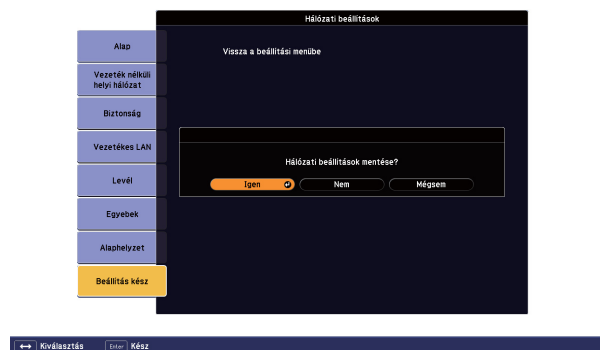 Hálózati beállítások
Alap
Vissza a beállítási menübe
Vezeték nélküli
helyi hálózat
Biztonság
Vezetékes LAN
Hálózati beállítások mentése?
Levél
Igen Nem Mégsem
Egyebek
Alaphelyzet
Beállítás kész
Kiválasztás Enter Kész